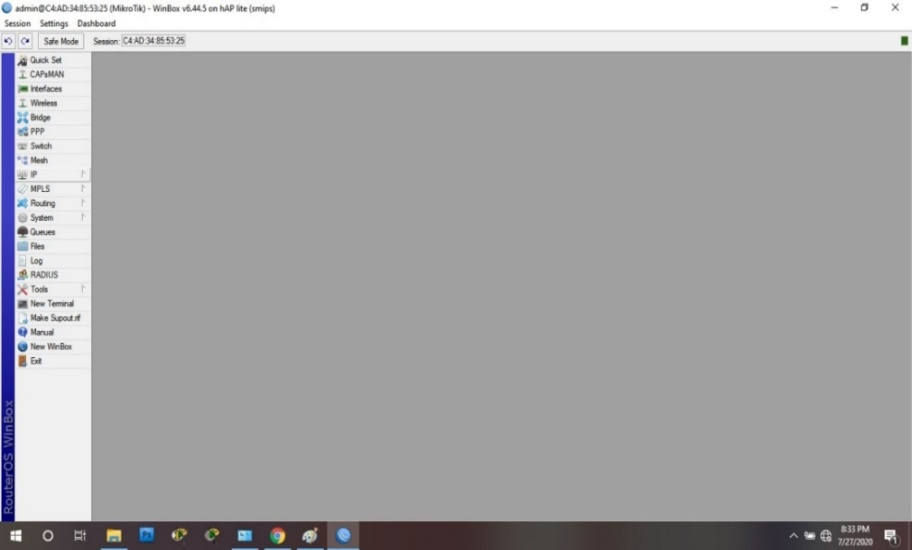 admin@C4:AD:34:85:53:25 (MikroTik) - WinBox v6.44.5 on hAP lite (smips)
Session Settings Dashboard
Safe Mode Session: C4:AD:34:85:53:25
Quick Set
CAPsMAN
Interfaces
Wireless
Bridge
PPP
Switch
Mesh
IP
MPLS
Routing
System
Queues
Files
Log
RADIUS
Tools
New Terminal
Make Supout.rif
Manual
New WinBox
Exit
RouterOS WinBox
8:33 PM
7/27/2020